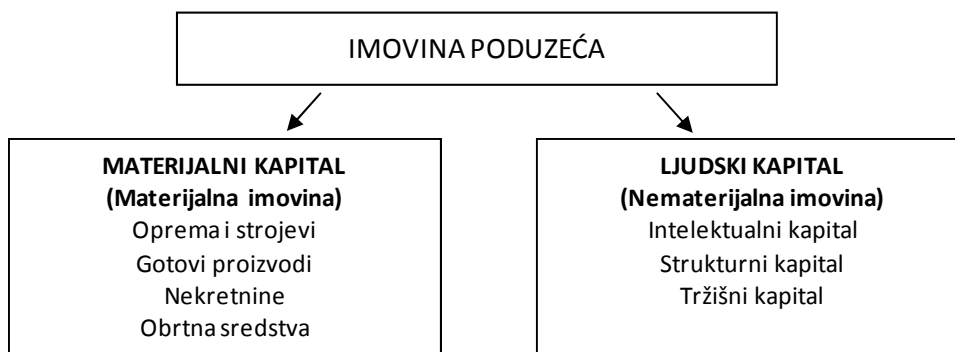 IMOVINA PODUZEĆA
MATERIJALNI KAPITAL
(Materijalna imovina)
Oprema i strojevi
Gotovi proizvodi
Nekretnine
Obrtna sredstva
LJUDSKI KAPITAL
(Nematerijalna imovina)
Intelektualni kapital
Strukturni kapital
Tržišni kapital